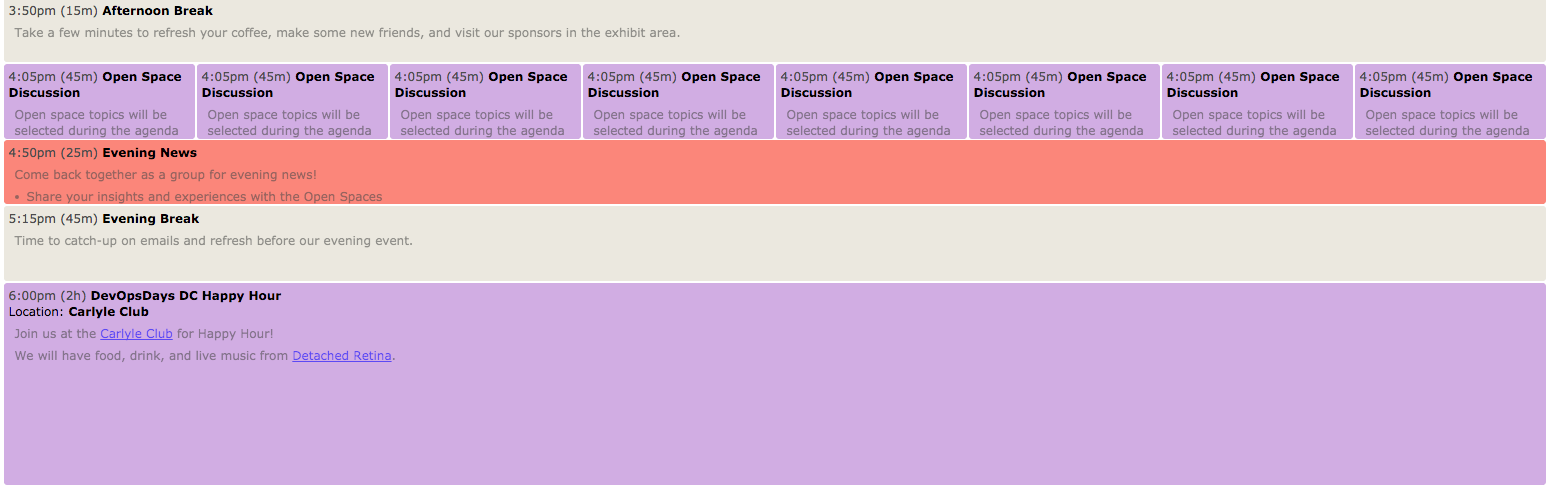 3:50pm (15m) Afternoon Break
Take a few minutes to refresh your coffee, make some new friends, and visit our sponsors in the exhibit area.
4:05pm (45m) Open Space
Discussion
Open space topics will be
selected during the agenda
4:05pm (45m) Open Space
Discussion
Open space topics will be
selected during the agenda
4:05pm (45m) Open Space
Discussion
Open space topics will be
selected during the agenda
4:05pm (45m) Open Space
Discussion
Open space topics will be
selected during the agenda
4:05pm (45m) Open Space
Discussion
Open space topics will be
selected during the agenda
4:05pm (45m) Open Space
Discussion
Open space topics will be
selected during the agenda
4:05pm (45m) Open Space
Discussion
Open space topics will be
selected during the agenda
4:05pm (45m) Open Space
Discussion
Open space topics will be
selected during the agenda
4:50pm (25m) Evening News
Come back together as a group for evening news!
• Share your insights and experiences with the Open Spaces
5:15pm (45m) Evening Break
Time to catch-up on emails and refresh before our evening event.
6:00pm (2h) DevOpsDays DC Happy Hour
Location: Carlyle Club
Join us at the Carlyle Club for Happy Hour!
We will have food, drink, and live music from Detached Retina.